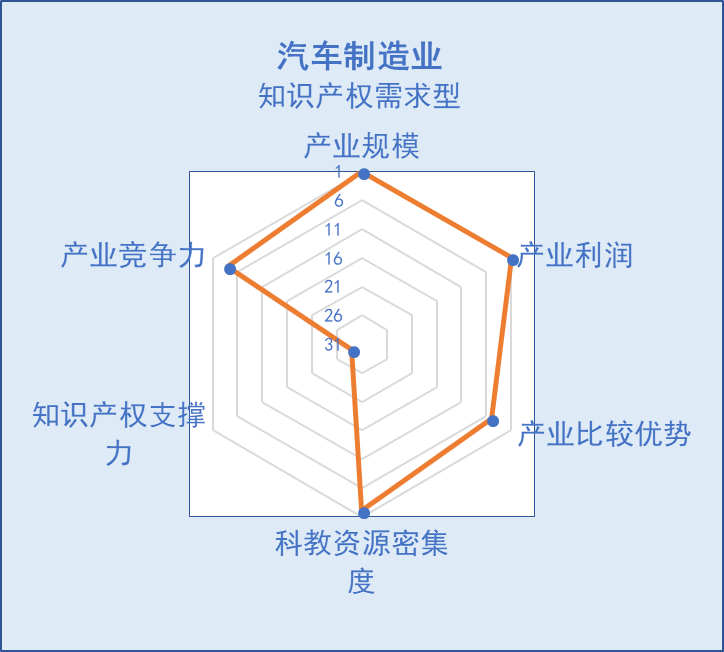 汽车制造业
知识产权需求型
产业规模
1
6
11
16
21
26
31
产业竞争力
产业利润
知识产权支撑
力
产业比较优势
科教资源密集
度